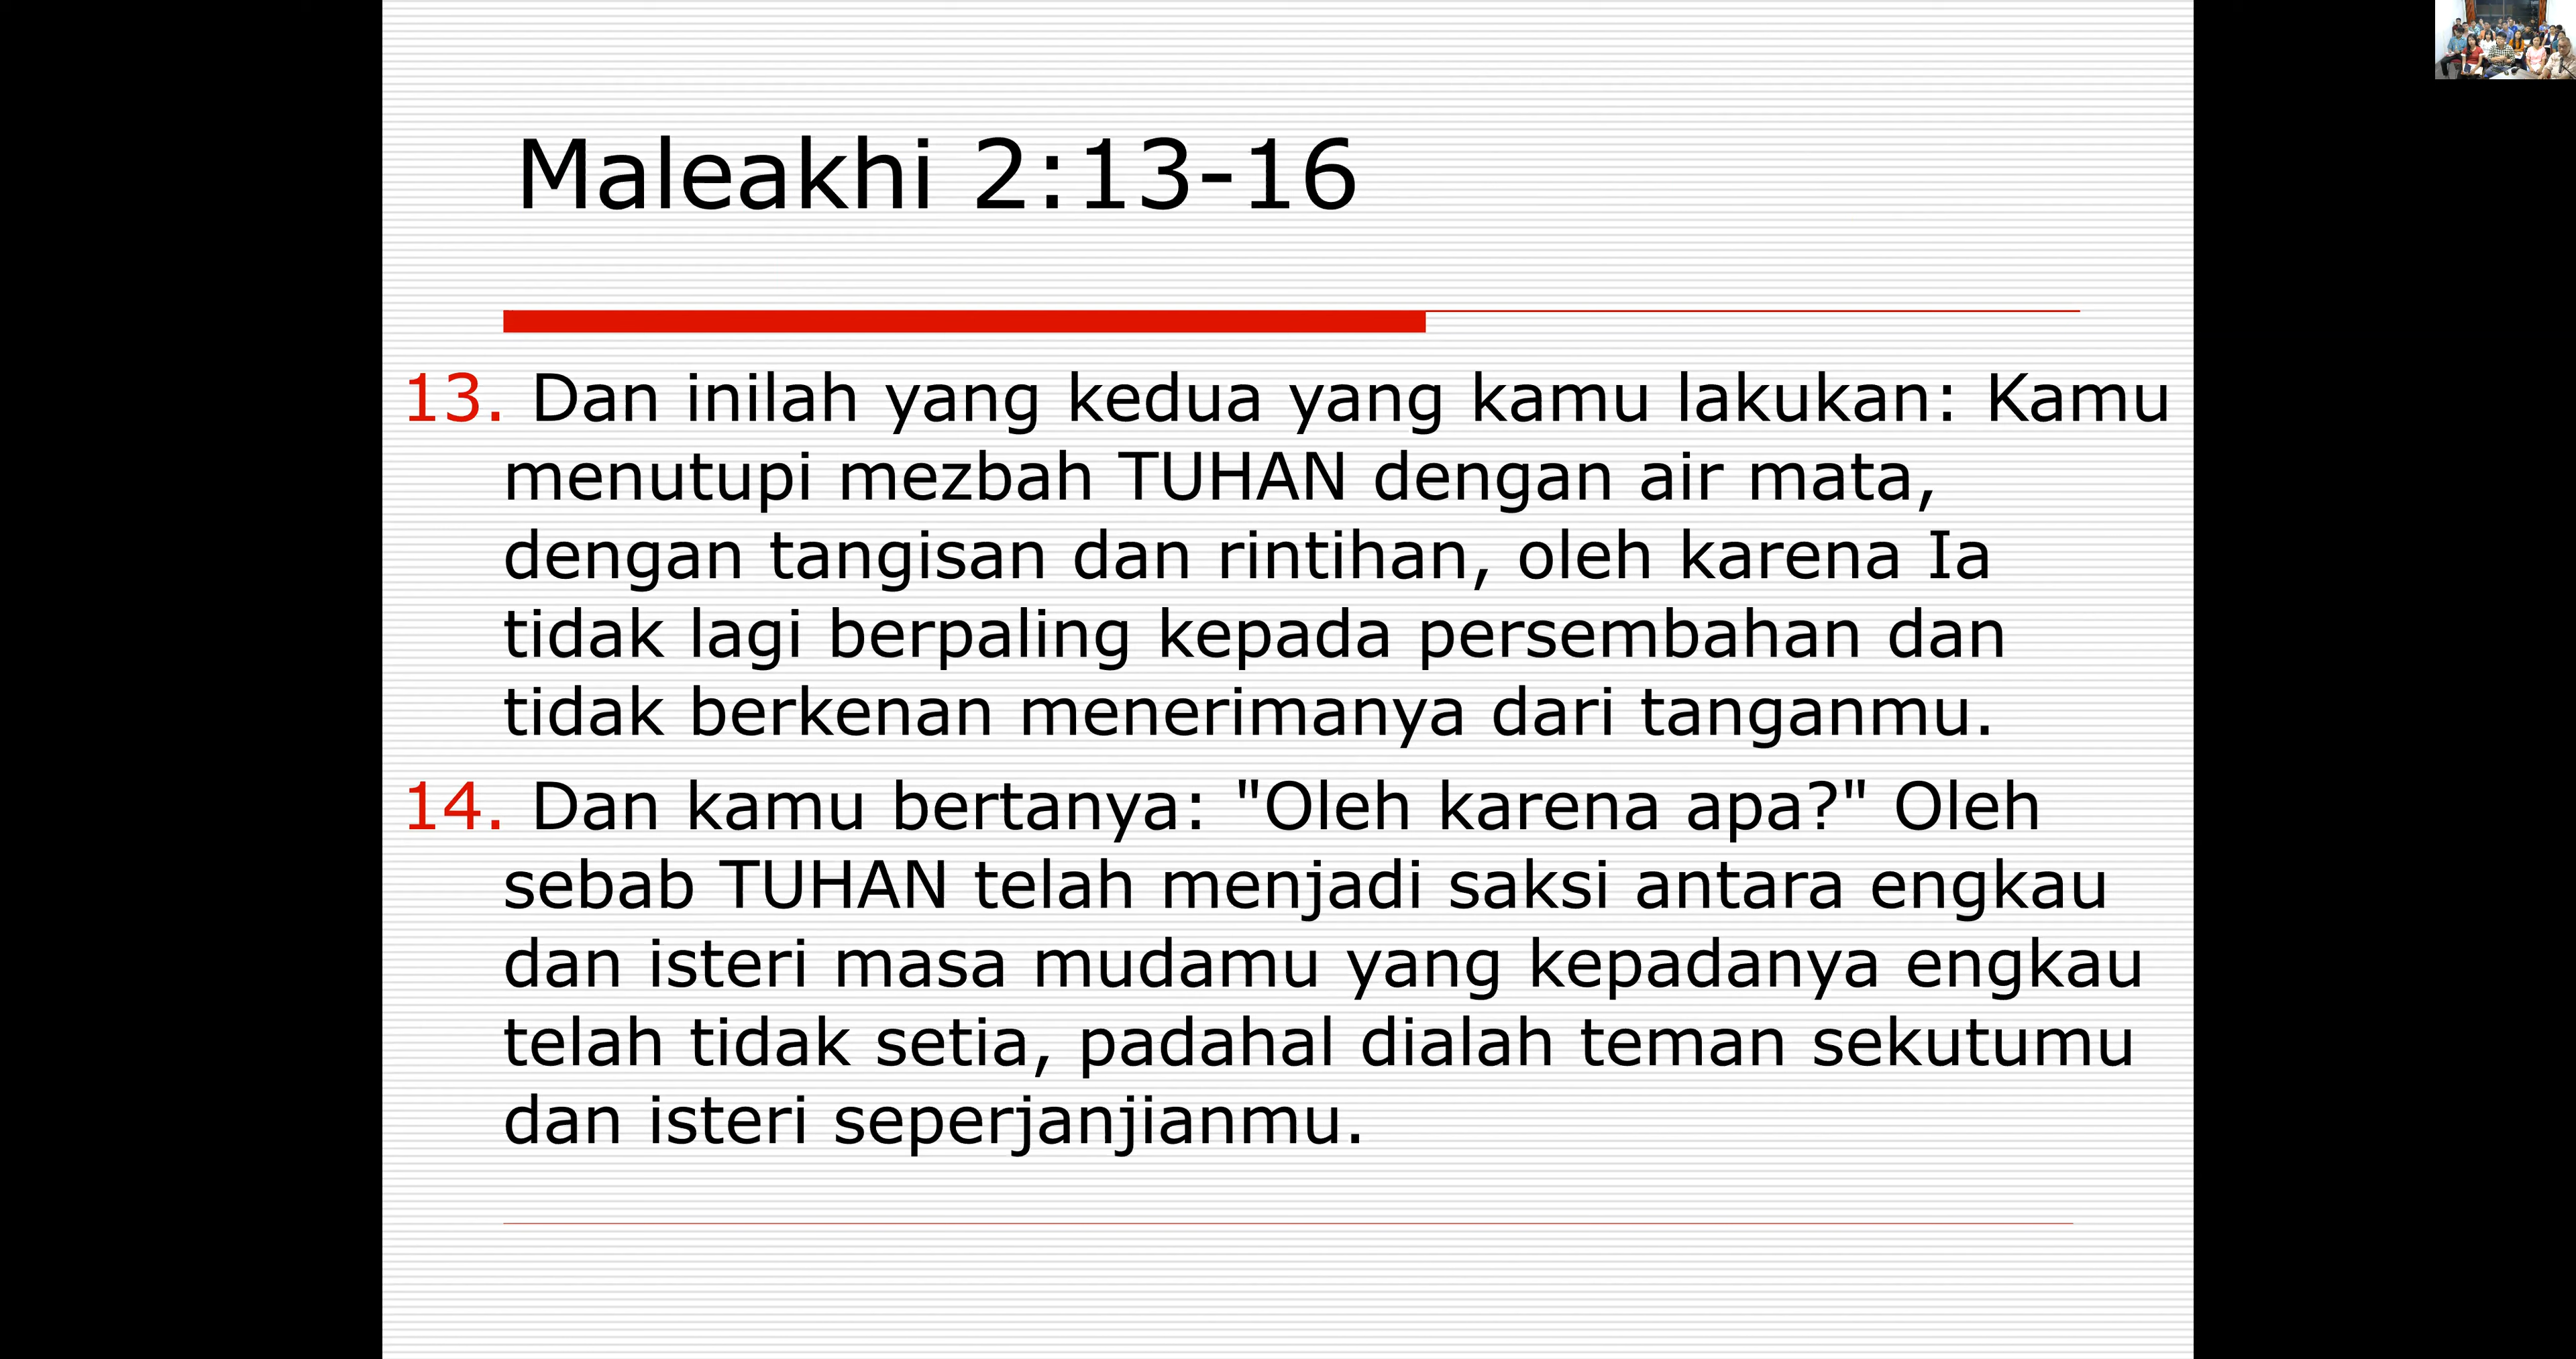 Maleakhi 2:13-16
13. Dan inilah yang kedua yang kamu lakukan: Kamu
menutupi mezbah TUHAN dengan air mata,
dengan tangisan dan rintihan, oleh karena Ia
tidak lagi berpaling kepada persembahan dan
tidak berkenan menerimanya dari tanganmu.
14. Dan kamu bertanya: "Oleh karena apa?" Oleh
sebab TUHAN telah menjadi saksi antara engkau
dan isteri masa mudamu yang kepadanya engkau
telah tidak setia, padahal dialah teman sekutumu
dan isteri seperjanjianmu.